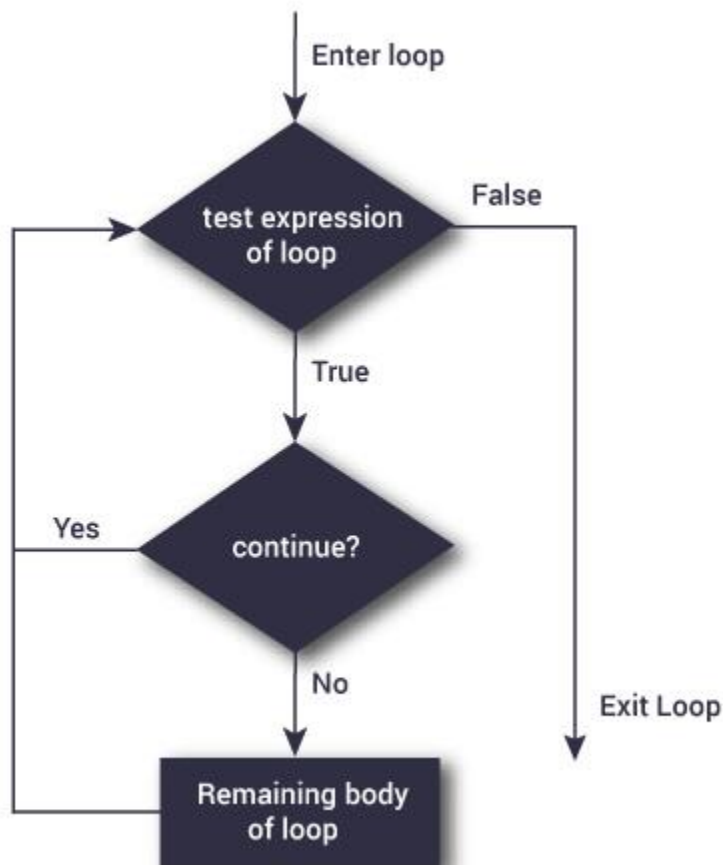 Enter loop
test expression
of loop
False
True
continue?
Yes
No
Exit Loop
Remaining body
of loop